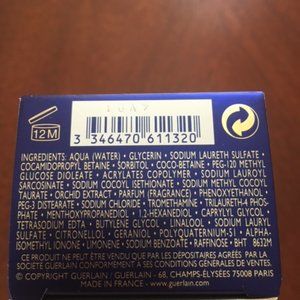 12M
3 346470 611320
INGREDIENTS: AQUA (WATER) • GLYCERIN • SODIUM LAURETH SULFATE •
COCAMIDOPROPYL BETAINE • SORBITOL • COCO-BETAINE • PEG-120 METHYL
GLUCOSE DIOLEATE • ACRYLATES COPOLYMER • SODIUM LAUROYL
SARCOSINATE • SODIUM COCOYL ISETHIONATE • SODIUM METHYL COCOYL
TAURATE • ORCHID EXTRACT • PARFUM (FRAGRANCE) • PHENOXYETHANOL •
PEG-3 DISTEARATE • SODIUM CHLORIDE • TROMETHAMINE • TRILAURETH-4 PHOS-
PHATE • MENTHOXYPROPANEDIOL • 1,2-HEXANEDIOL • CAPRYLYL GLYCOL •
TETRASODIUM EDTA • BUTYLENE GLYCOL • LINALOOL • SODIUM LAURYL
SULFATE • CITRONELLOL • GERANIOL • POLYQUATERNIUM-51 • ALPHA-
ISOMETHYL IONONE • LIMONENE • SODIUM BENZOATE • RAFFINOSE • BHT 8632M
CE PRODUIT NE PEUT ÊTRE VENDU QUE PAR LES DÉPOSITAIRES AGRÉÉS PAR LA
SOCIÉTÉ GUERLAIN CONFORMÉMENT À SES CONDITIONS GÉNÉRALES DE VENTE.
© COPYRIGHT GUERLAIN / GUERLAIN - 68, CHAMPS-ÉLYSÉES 75008 PARIS
MADE IN FRANCE - www.guerlain.com